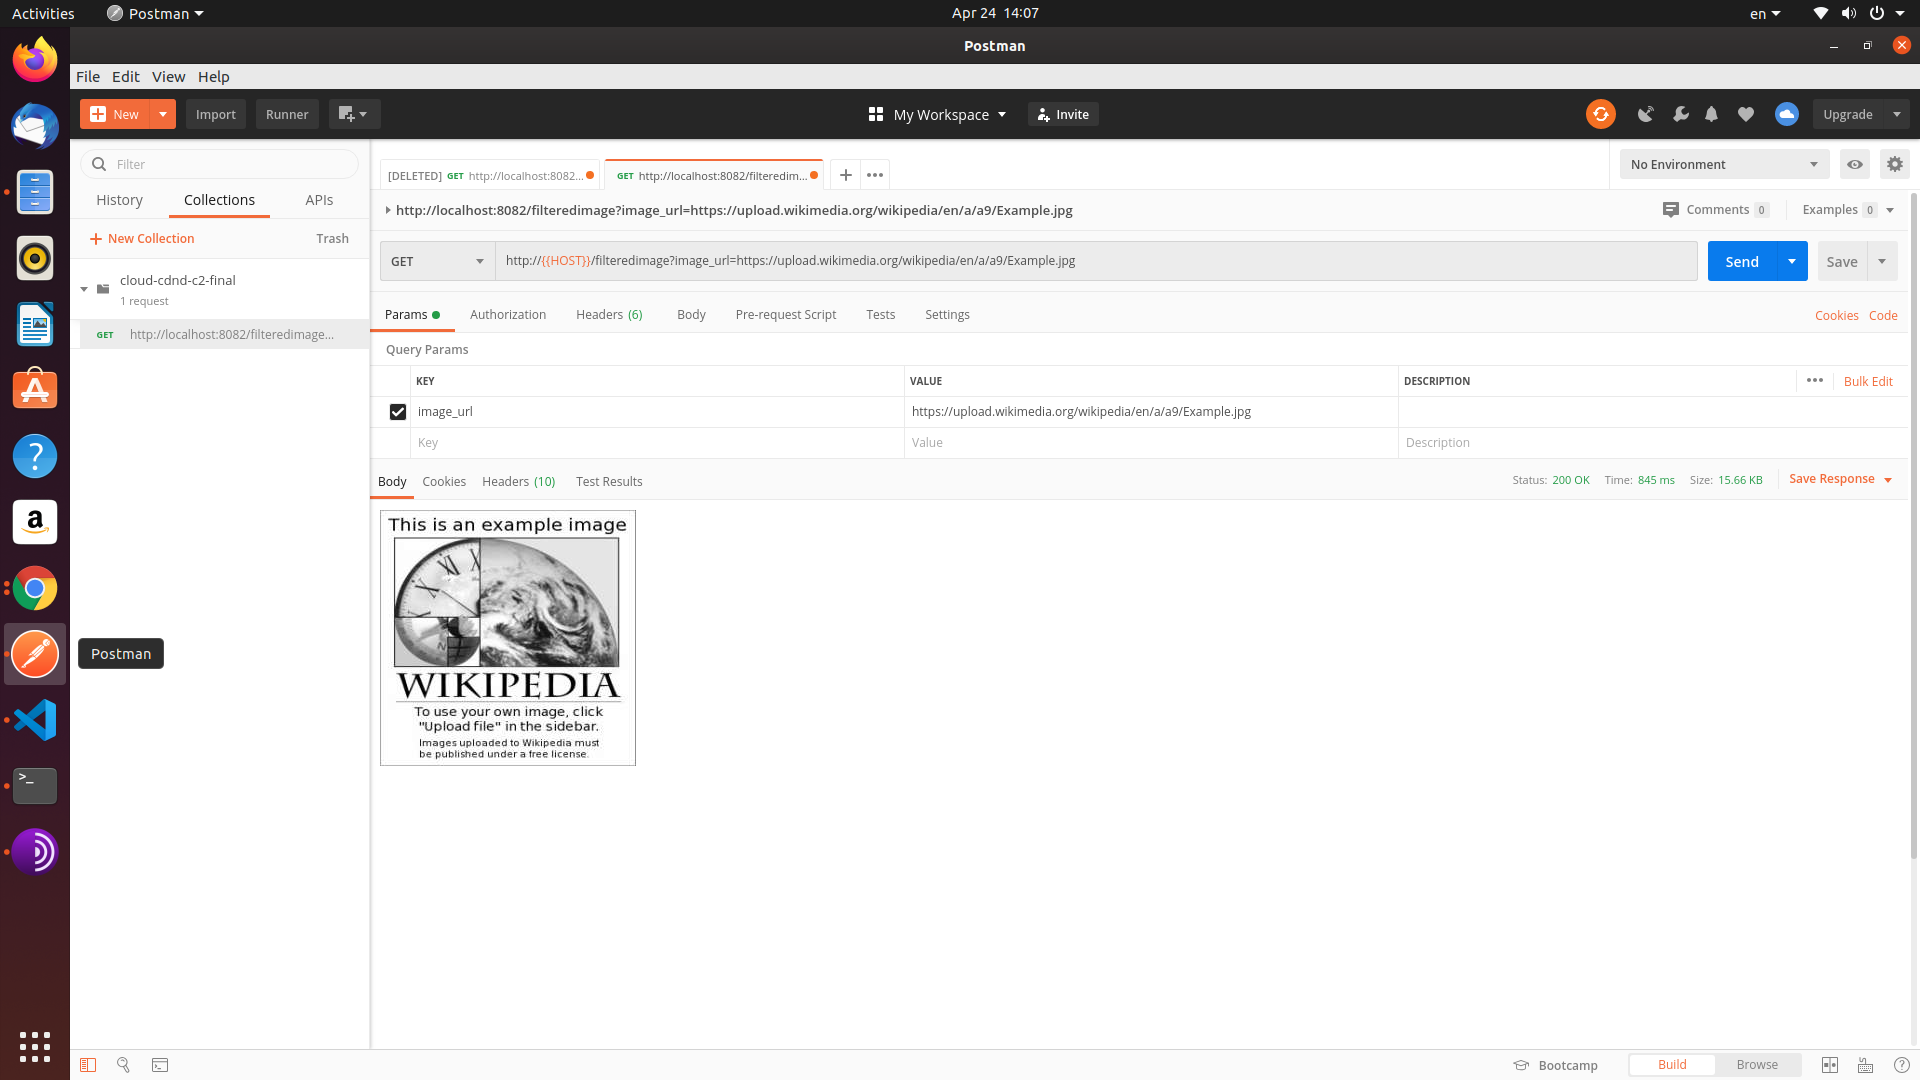 Activities
Postman
Apr 24 14:07
en
Postman
File Edit View Help
New
Import
Runner
My Workspace
Invite
Upgrade
Filter
[DELETED] GET http://localhost:8082...
GET http://localhost:8082/filteredim...
No Environment
History Collections APIs
http://localhost:8082/filteredimage?image_url=https://upload.wikimedia.org/wikipedia/en/a/a9/Example.jpg
Comments 0
Examples 0
New Collection
Trash
GET
http://{{HOST}}/filteredimage?image_url=https://upload.wikimedia.org/wikipedia/en/a/a9/Example.jpg
Send
Save
cloud-cdnd-c2-final
1 request
GET http://localhost:8082/filteredimage...
Params Authorization Headers (6) Body Pre-request Script Tests Settings
Cookies Code
Query Params
KEY VALUE DESCRIPTION
Bulk Edit
image_url https://upload.wikimedia.org/wikipedia/en/a/a9/Example.jpg
Key Value Description
Body Cookies Headers (10) Test Results
Status: 200 OK Time: 845 ms Size: 15.66 KB
Save Response
This is an example image
WIKIPEDIA
To use your own image, click
"Upload file" in the sidebar.
Images uploaded to Wikipedia must
be published under a free license.
Postman
Bootcamp
Build Browse